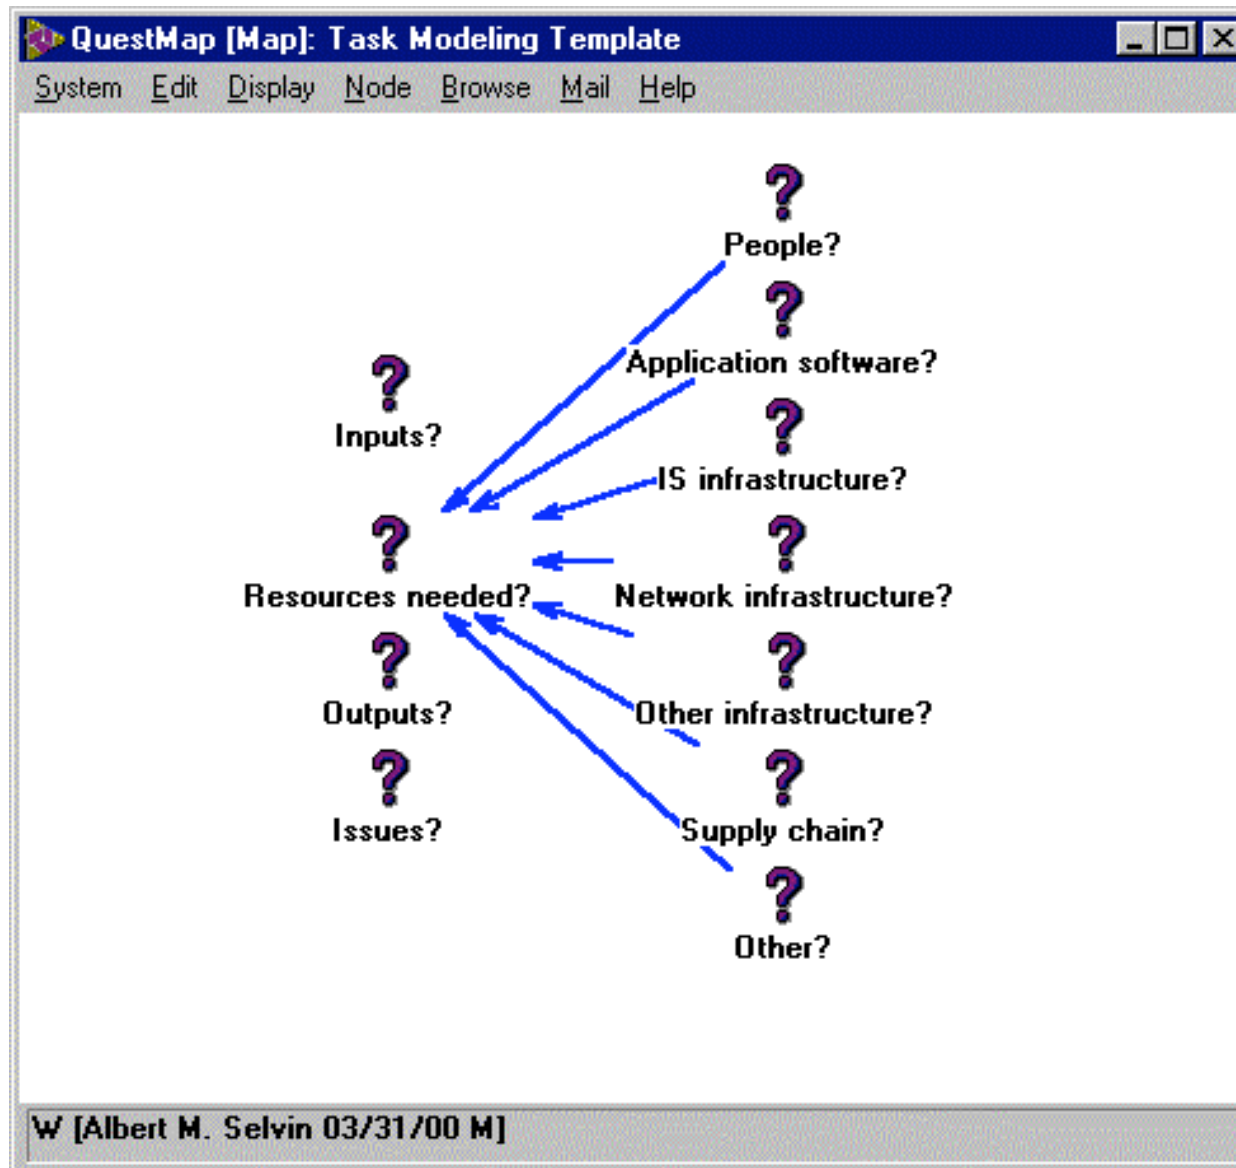 QuestMap [Map]: Task Modeling Template
System Edit Display Node Browse Mail Help
People?
Application software?
Inputs?
IS infrastructure?
Resources needed?
Network infrastructure?
Outputs?
Other infrastructure?
Issues?
Supply chain?
Other?
W [Albert M. Selvin 03/31/00 M]